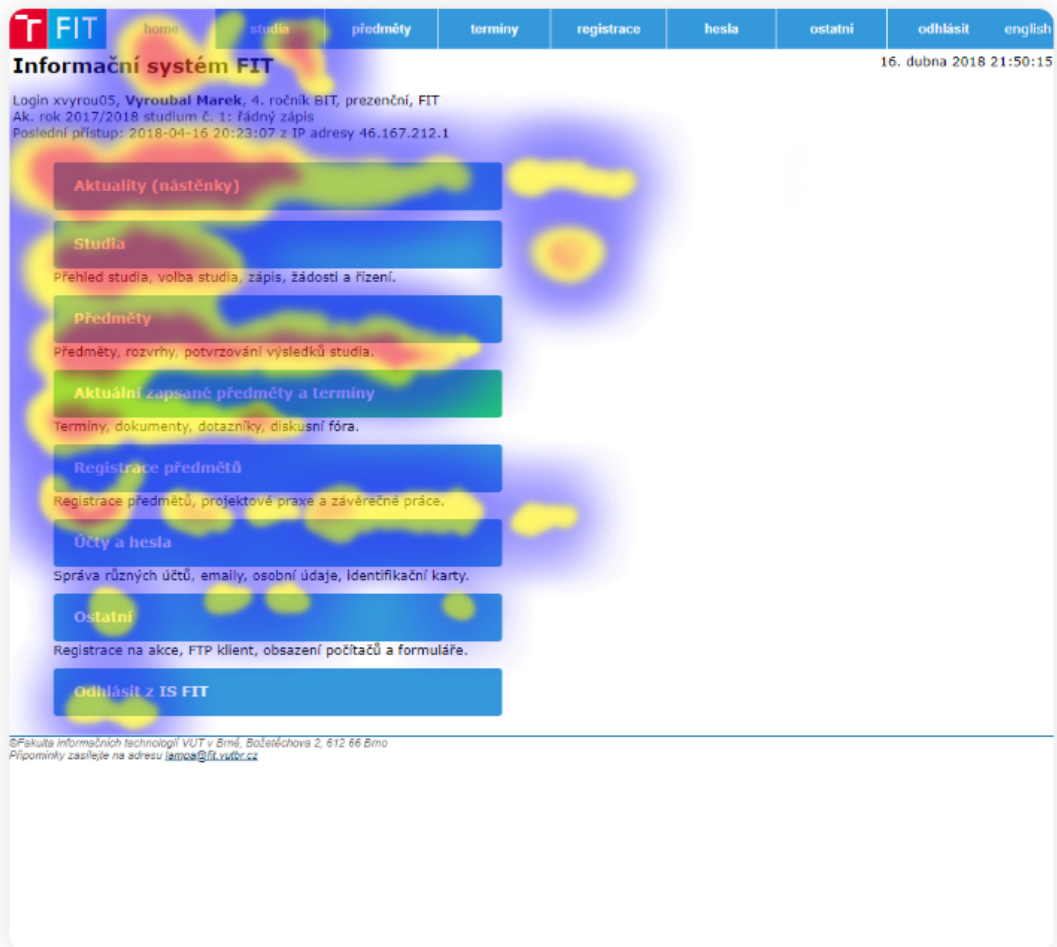 FIT home studia předměty termíny registrace hesla ostatní odhlásit english
Informační systém FIT
16. dubna 2018 21:50:15
Login xvyrou05, Vyroubal Marek, 4. ročník BIT, prezenční, FIT
Ak. rok 2017/2018 studium č. 1: řádný zápis
Poslední přístup: 2018-04-16 20:23:07 z IP adresy 46.167.212.1
Aktuality (nástěnky)
Studia
Přehled studia, volba studia, zápis, žádosti a řízení.
Předměty
Předměty, rozvrhy, potvrzování výsledků studia.
Aktuální zapsané předměty a termíny
Termíny, dokumenty, dotazníky, diskusní fóra.
Registrace předmětů
Registrace předmětů, projektové praxe a závěrečné práce.
Účty a hesla
Správa různých účtů, emaily, osobní údaje, identifikační karty.
Ostatní
Registrace na akce, FTP klient, obsazení počítačů a formuláře.
Odhlásit z IS FIT
©Fakulta informačních technologií VUT v Brně, Božetěchova 2, 612 66 Brno
Připomínky zasílejte na adresu lampa@fit.vutbr.cz